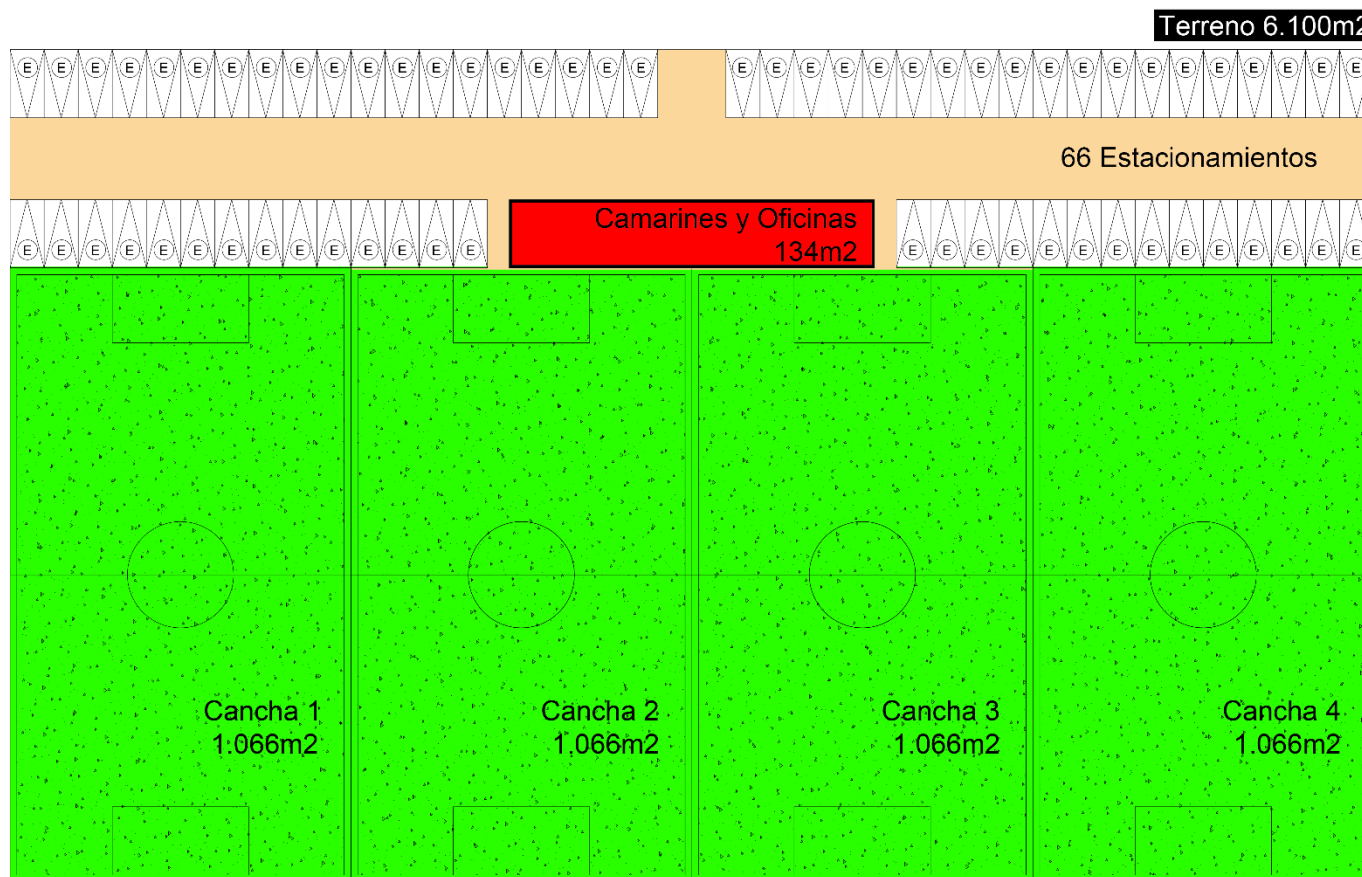 Terreno 6.100m2
E E E E E E E E E E E E E E E E E E E E E E E E E E E E E E E E E E E E E E
66 Estacionamientos
Camarines y Oficinas
134m2
E E E E E E E E E E E E E E E E E E E E E E E E E E E E
Cancha 1
1.066m2
Cancha 2
1.066m2
Cancha 3
1.066m2
Cancha 4
1.066m2